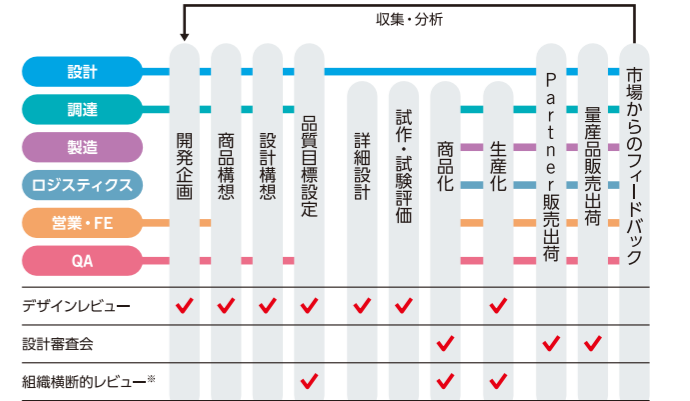 収集・分析
設計
調達
製造
ロジスティクス
営業・FE
QA
開発企画
商品構想
設計構想
品質目標設定
詳細設計
試作・試験評価
商品化
生産化
Partner販売出荷
量産品販売出荷
市場からのフィードバック
デザインレビュー
設計審査会
組織横断的レビュー※